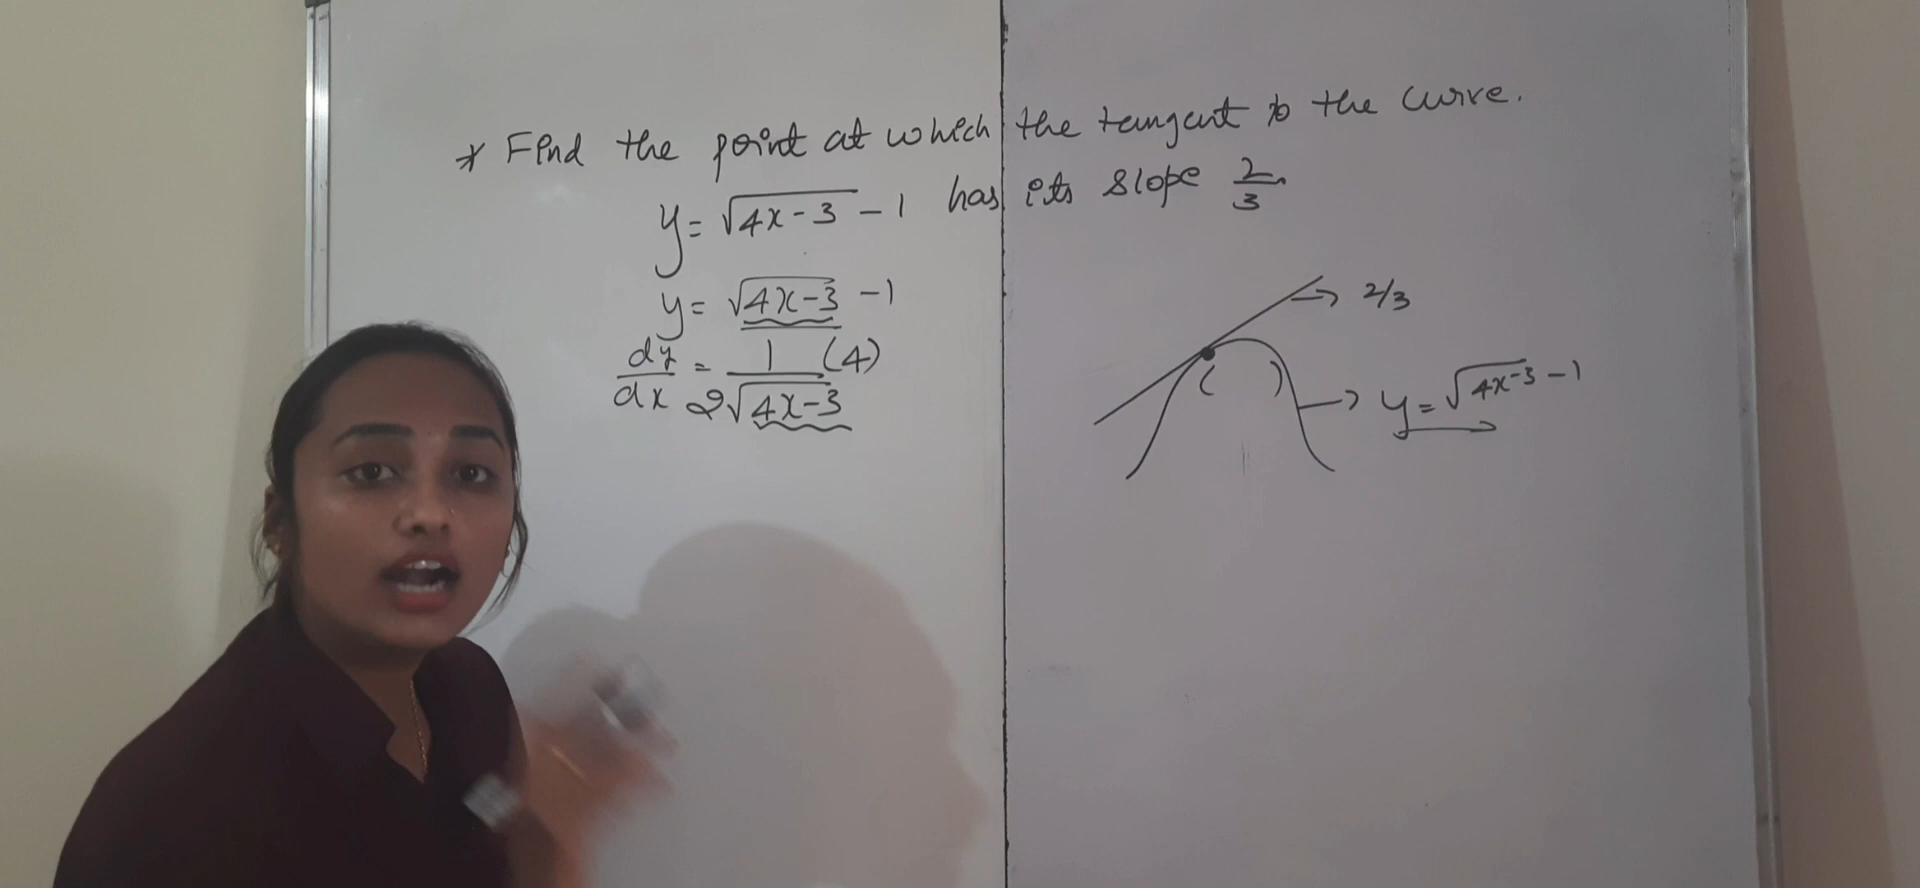 * Find the point at which the tangent to the curve.
y = √4x-3 - 1 has its slope 2/3
y = √4x-3 - 1
dy/dx = 1/2√4x-3 (4)
→ 2/3
→ y = √4x-3 - 1